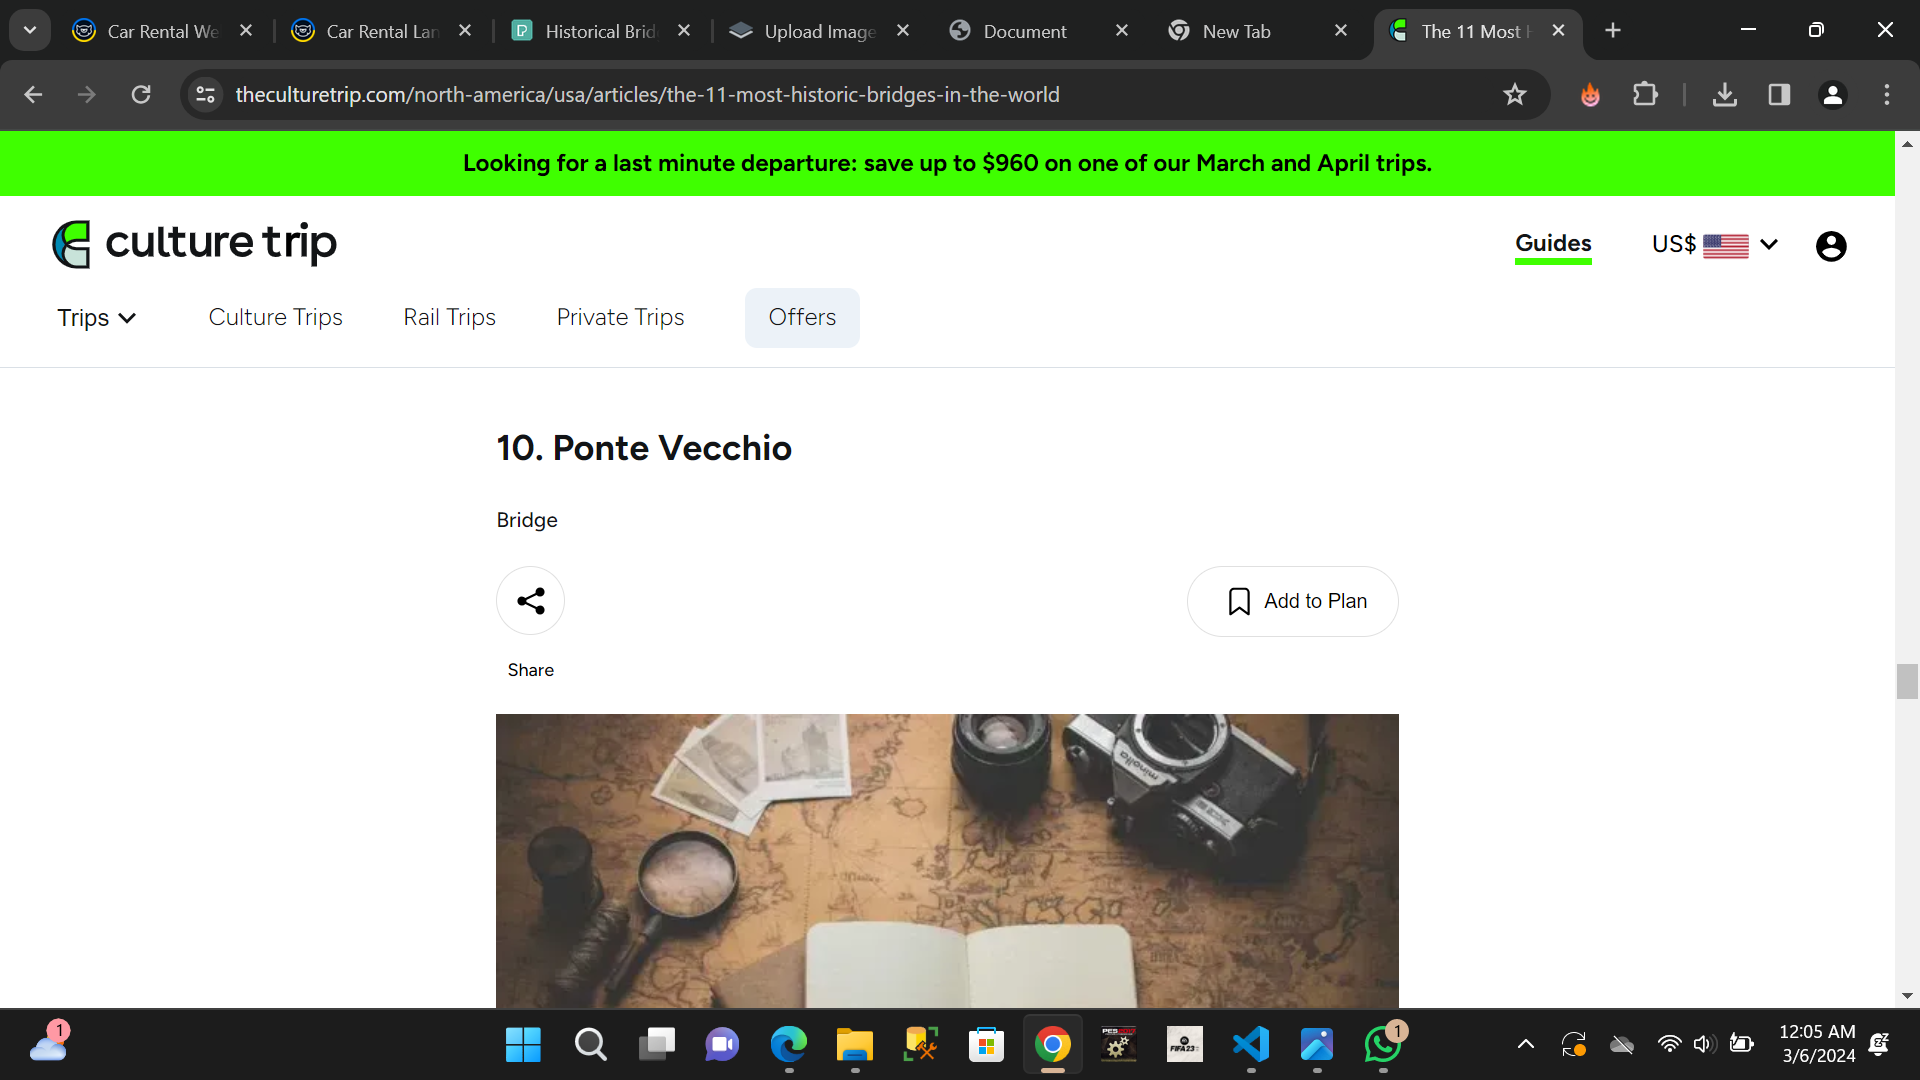 Car Rental We
Car Rental Lan
Historical Brid
Upload Image
Document
New Tab
The 11 Most H
theculturetrip.com/north-america/usa/articles/the-11-most-historic-bridges-in-the-world
Looking for a last minute departure: save up to $960 on one of our March and April trips.
culture trip
Guides
US$
Trips
Culture Trips
Rail Trips
Private Trips
Offers
10. Ponte Vecchio
Bridge
Add to Plan
Share
minolta
1
PES
FIFA 23
1
12:05 AM
3/6/2024